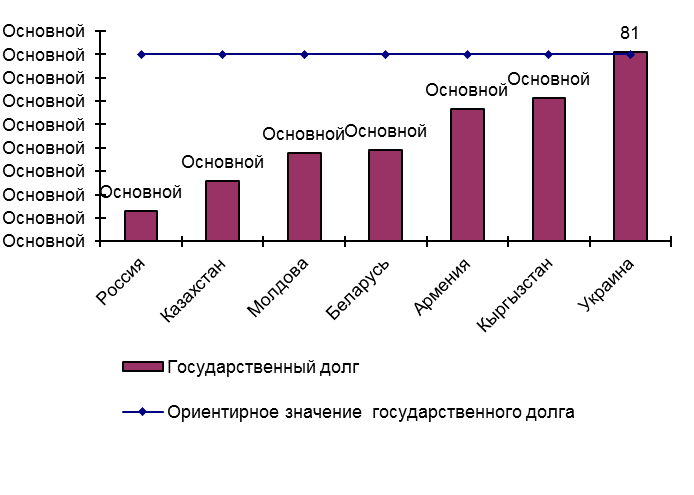 Основной
Основной
Основной
Основной
Основной
Основной
Основной
Основной
Основной
Основной
81
Основной
Основной
Основной
Основной
Основной
Основной
Россия
Казахстан
Молдова
Беларусь
Армения
Кыргызстан
Украина
Государственный долг
Ориентирное значение государственного долга